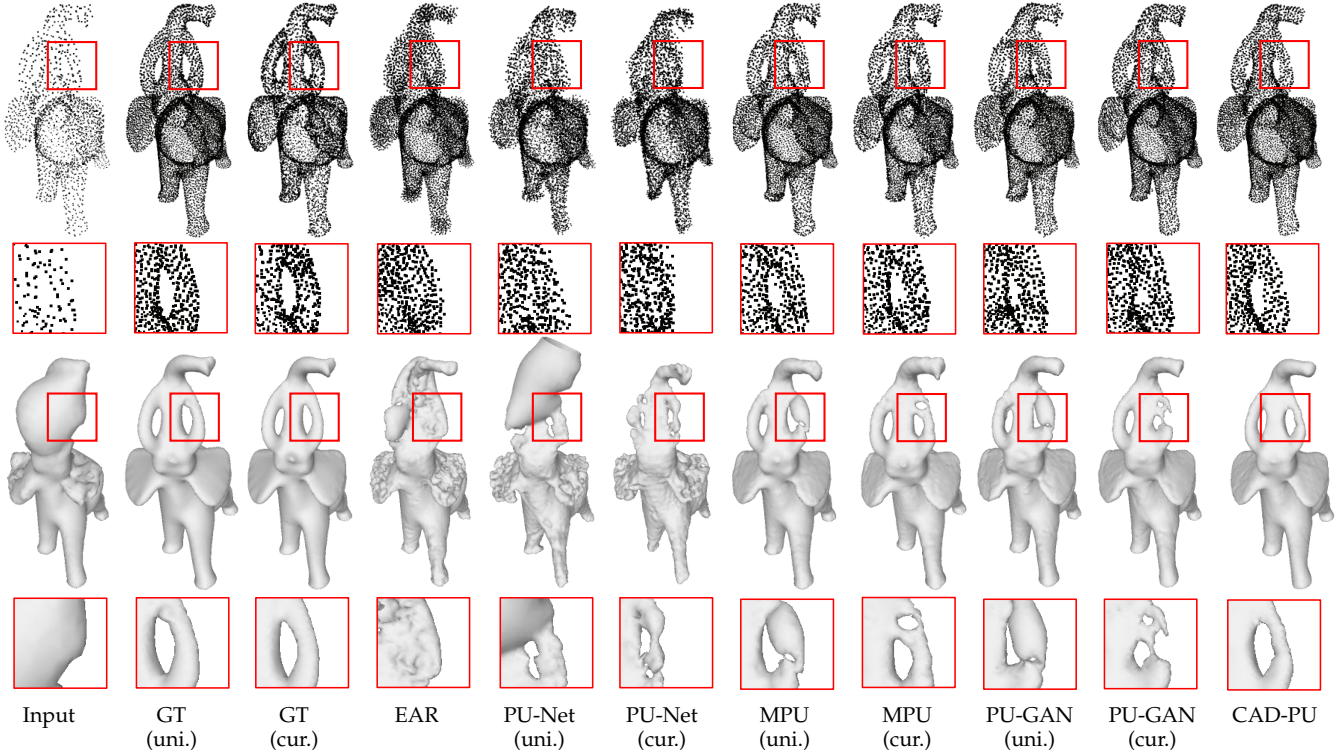 Input
GT
(uni.)
GT
(cur.)
EAR
PU-Net
(uni.)
PU-Net
(cur.)
MPU
(uni.)
MPU
(cur.)
PU-GAN
(uni.)
PU-GAN
(cur.)
CAD-PU